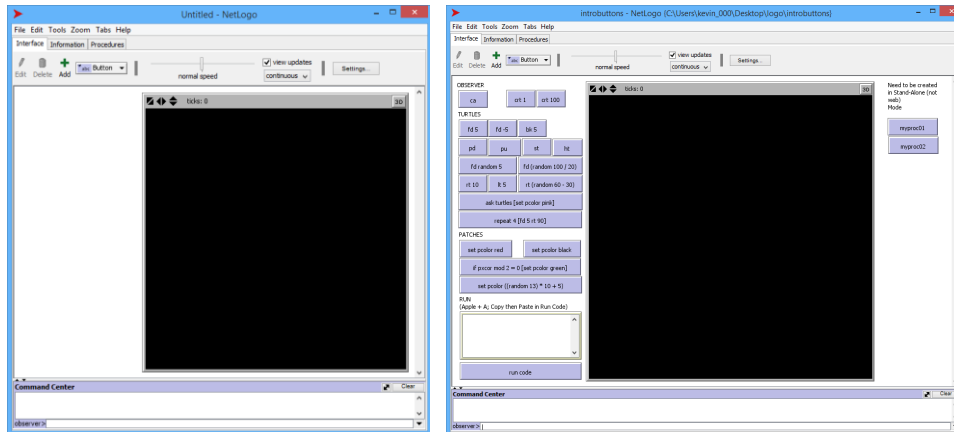 Untitled - NetLogo
File Edit Tools Zoom Tabs Help
Interface Information Procedures
Edit Delete Add abc Button normal speed view updates continuous Settings...
ticks: 0 3D
Command Center Clear
observer>
introbuttons - NetLogo {C:\Users\kevin_000\Desktop\logo\introbuttons}
File Edit Tools Zoom Tabs Help
Interface Information Procedures
Edit Delete Add abc Button normal speed view updates continuous Settings...
OBSERVER
ca crt 1 crt 100
TURTLES
fd 5 fd -5 bk 5
pd pu st ht
fd random 5 fd (random 100 / 20)
rt 10 lt 5 rt (random 60 - 30)
ask turtles [set pcolor pink]
repeat 4 [fd 5 rt 90]
PATCHES
set pcolor red set pcolor black
if pxcor mod 2 = 0 [set pcolor green]
set pcolor ((random 13) * 10 + 5)
RUN
(Apple + A; Copy then Paste in Run Code)
run code
ticks: 0 3D
Need to be created
in Stand-Alone (not
web)
Mode
myproc01
myproc02
Command Center Clear
observer>